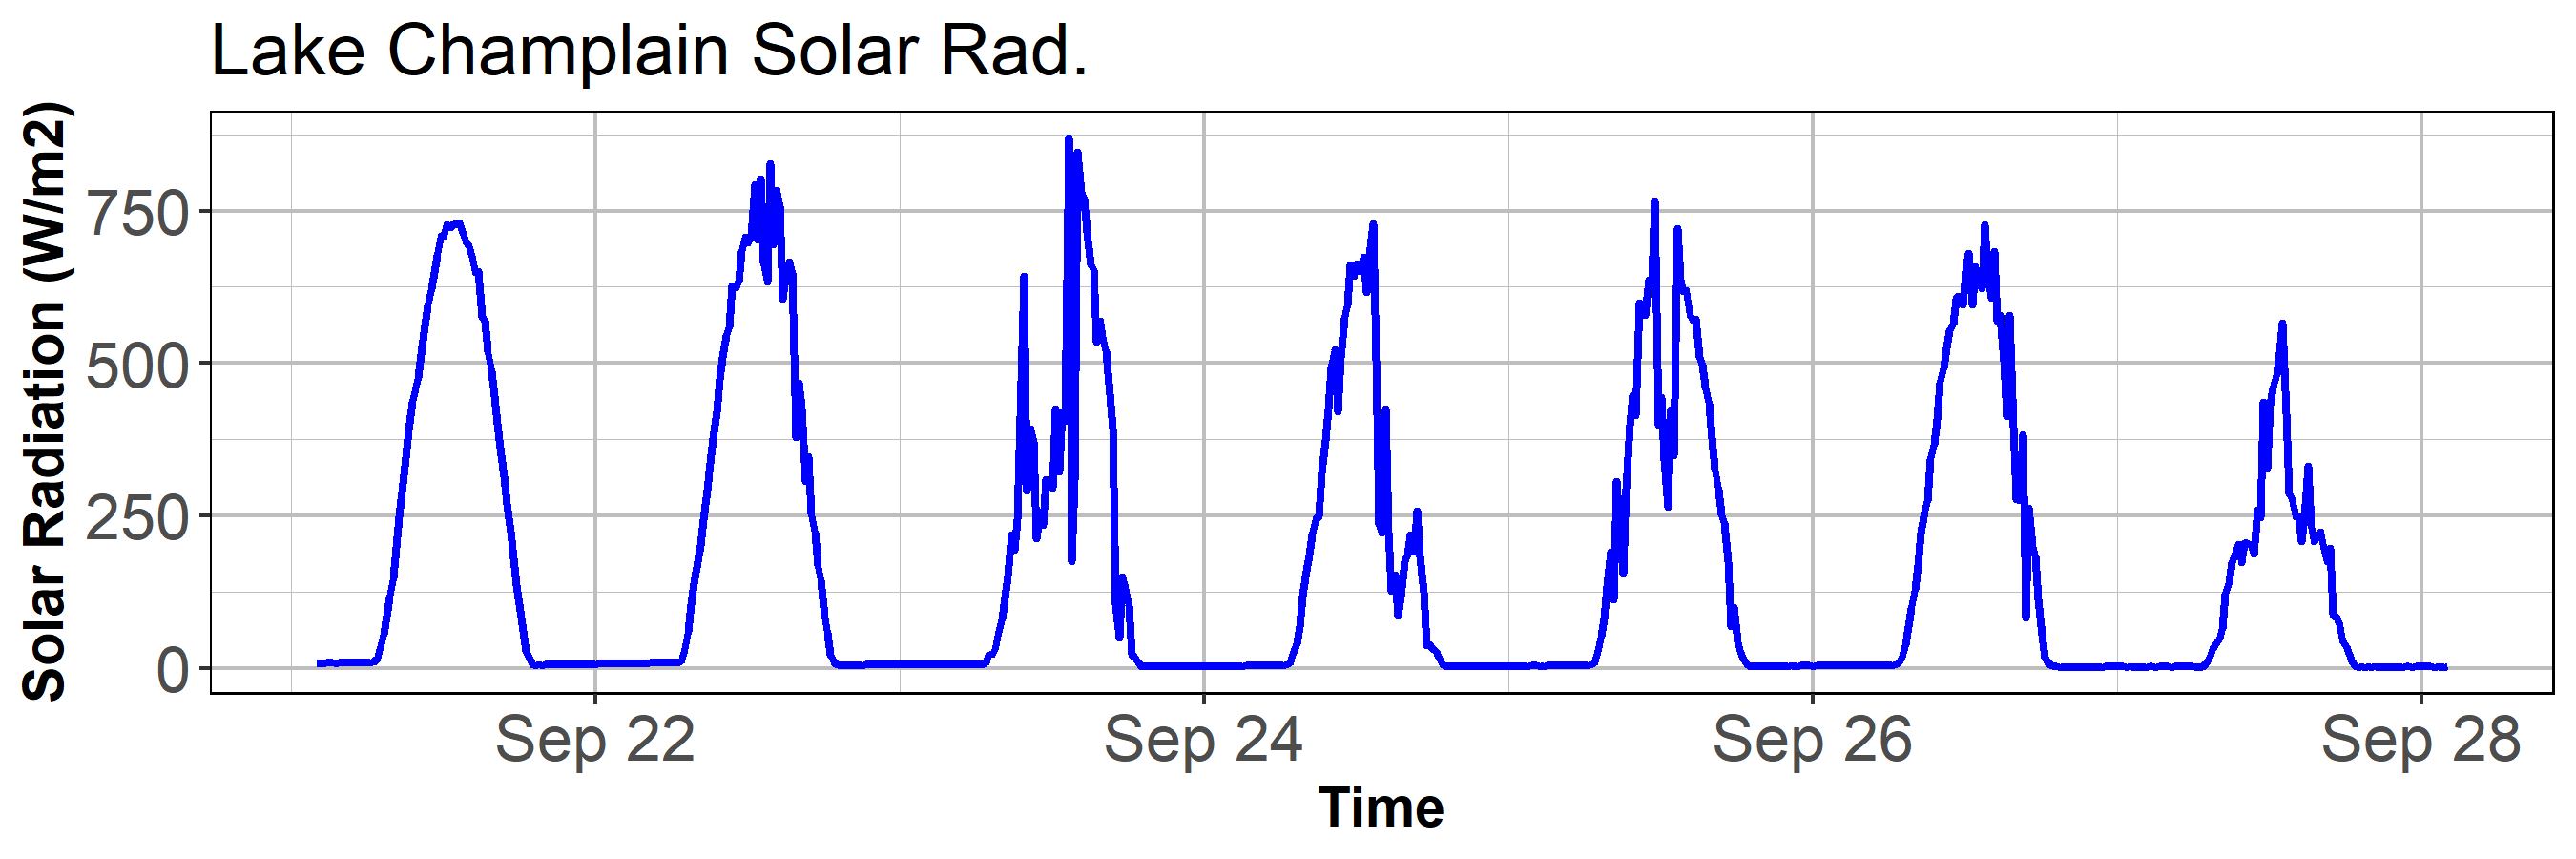 Lake Champlain Solar Rad.
Solar Radiation (W/m2)
750
500
250
0
Sep 22
Sep 24
Sep 26
Sep 28
Time